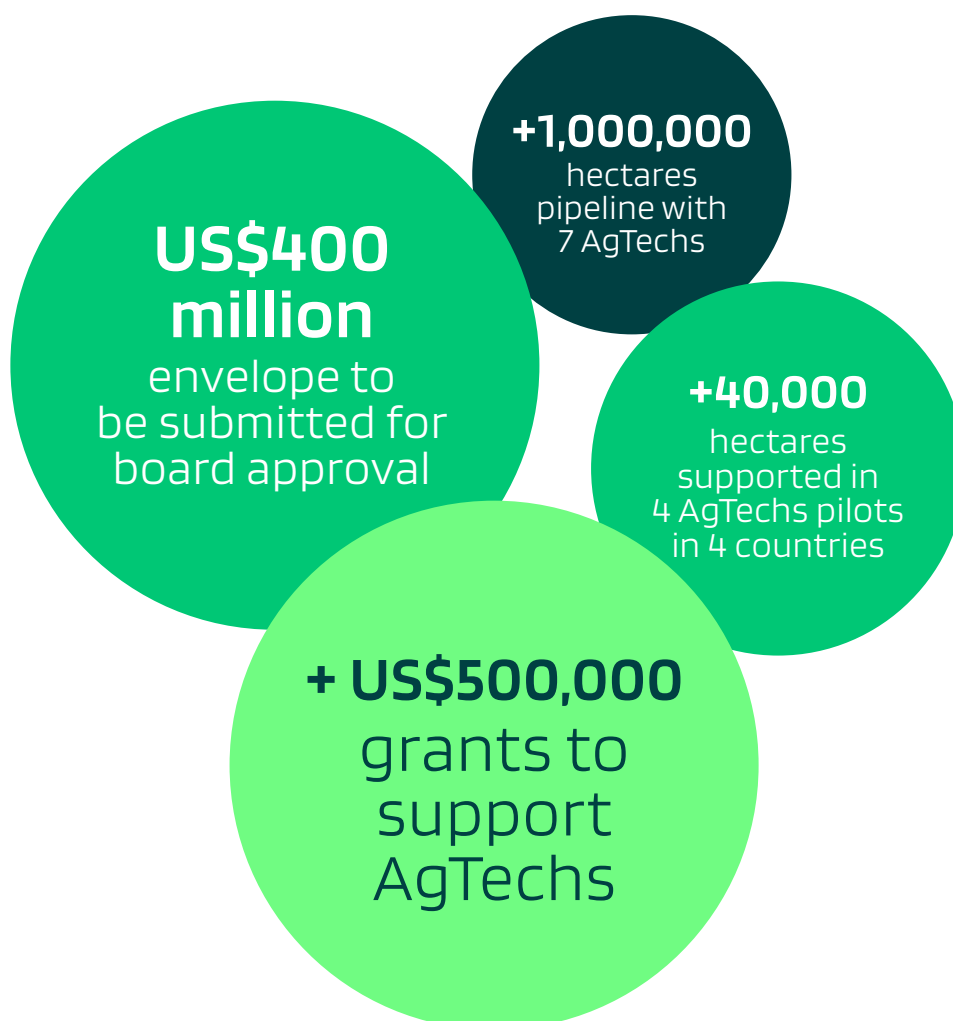 +1,000,000
hectares
pipeline with
7 AgTechs
US$400
million
envelope to
be submitted for
board approval
+40,000
hectares
supported in
4 AgTechs pilots
in 4 countries
+ US$500,000
grants to
support
AgTechs